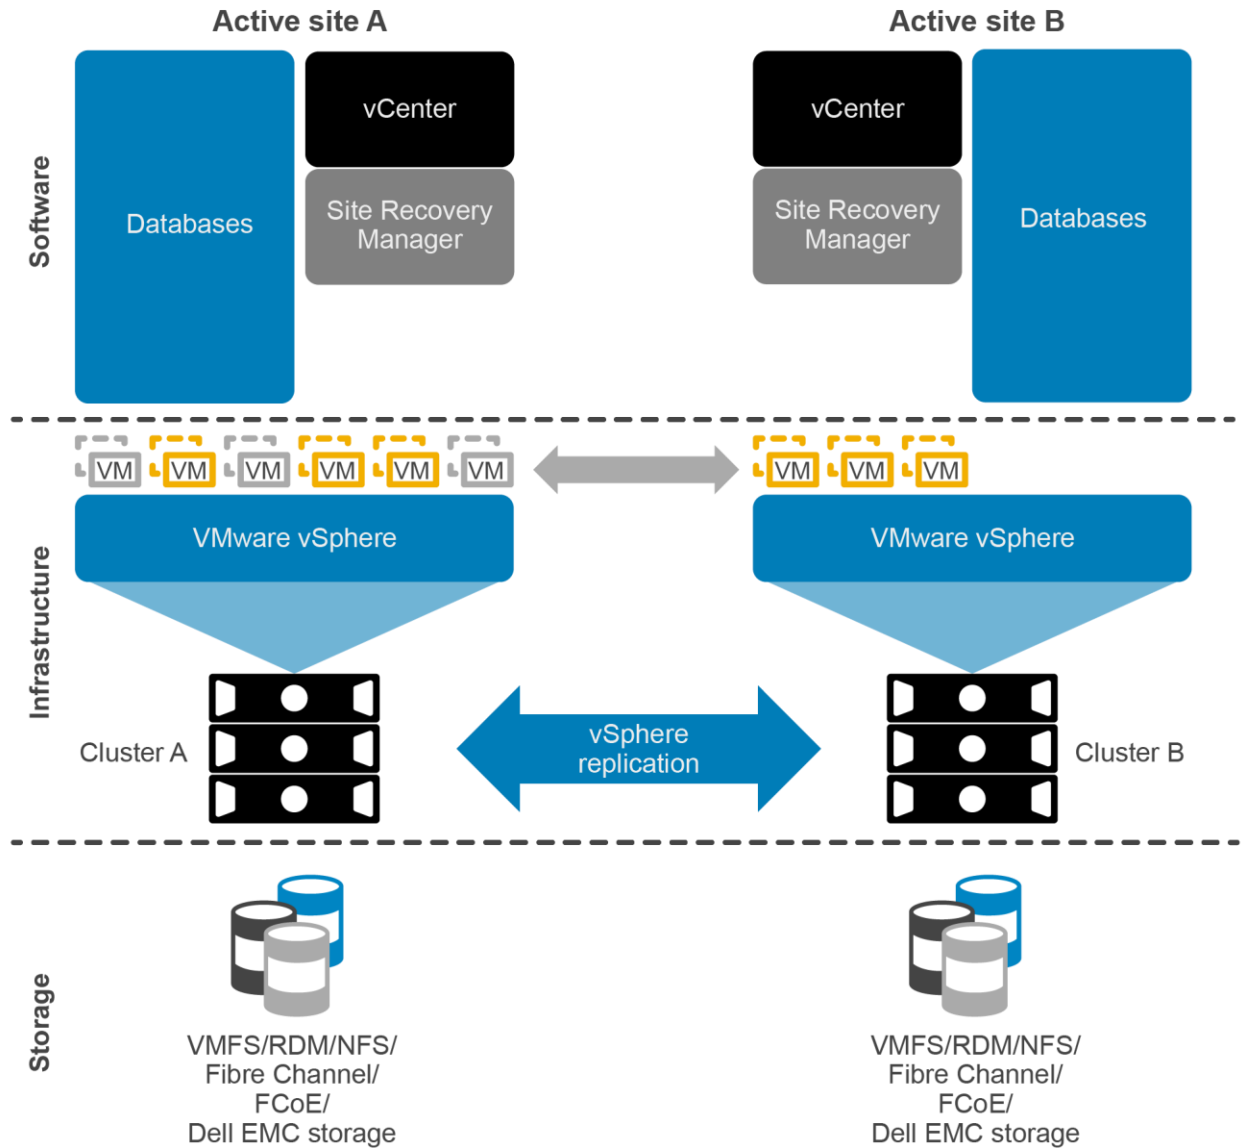 Active site A
Active site B
Software
Databases
vCenter
Site Recovery
Manager
vCenter
Site Recovery
Manager
Databases
Infrastructure
VM VM VM VM VM VM
VM VM VM
VMware vSphere
VMware vSphere
Cluster A
vSphere
replication
Cluster B
Storage
VMFS/RDM/NFS/
Fibre Channel/
FCoE/
Dell EMC storage
VMFS/RDM/NFS/
Fibre Channel/
FCoE/
Dell EMC storage